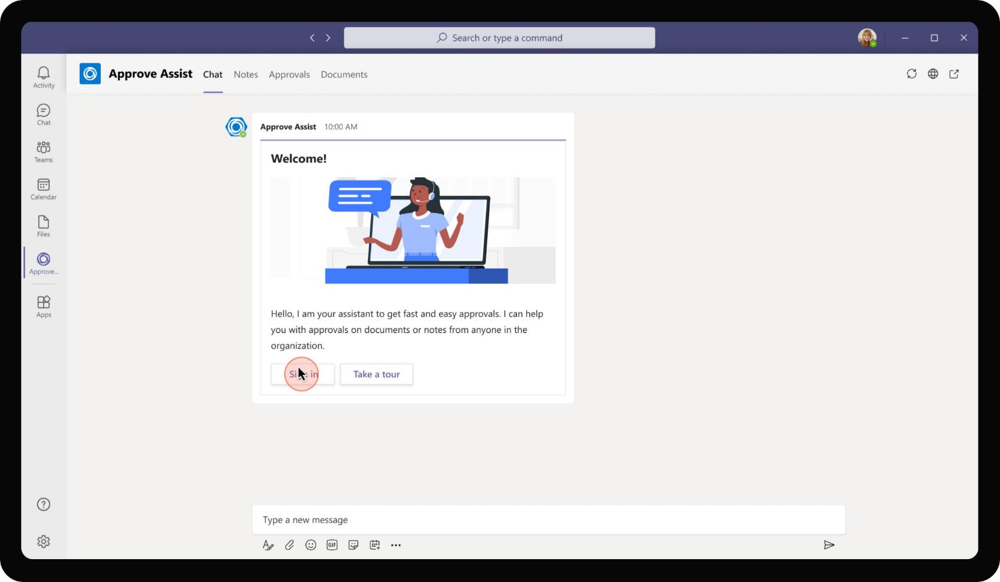 Search or type a command
Activity
Chat
Teams
Calendar
Files
Approve...
Apps
Approve Assist Chat Notes Approvals Documents
Approve Assist 10:00 AM
Welcome!
Hello, I am your assistant to get fast and easy approvals. I can help
you with approvals on documents or notes from anyone in the
organization.
Sign in Take a tour
Type a new message
GIF